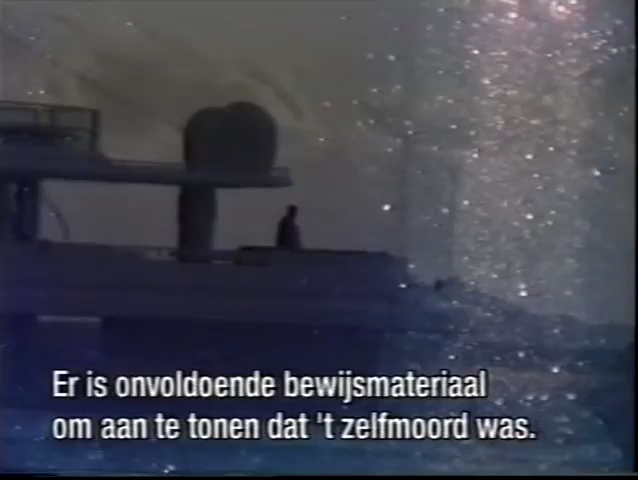 Er is onvoldoende bewijsmateriaal
om aan te tonen dat 't zelfmoord was.